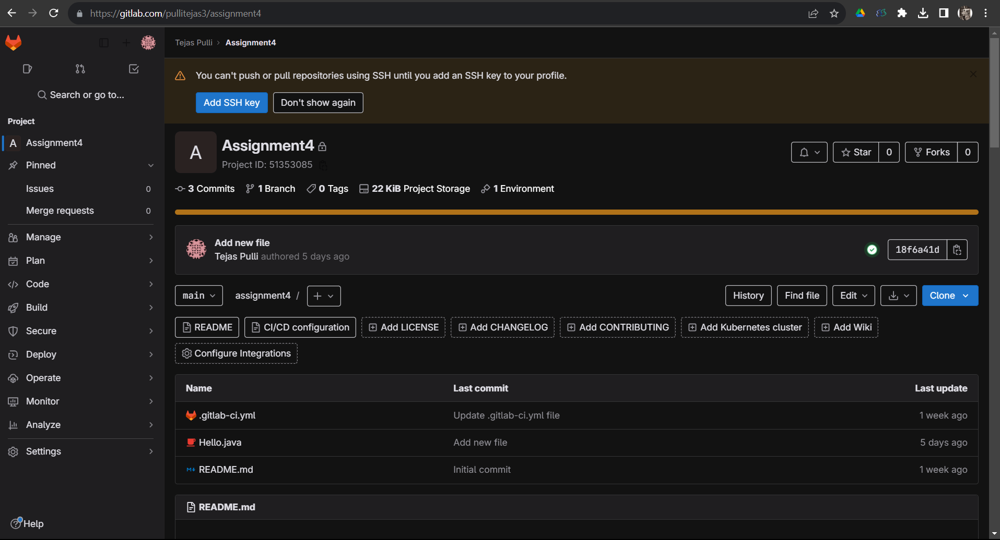 https://gitlab.com/pullitejas3/assignment4
Tejas Pulli › Assignment4
You can't push or pull repositories using SSH until you add an SSH key to your profile.
Add SSH key
Don't show again
Search or go to...
Project
A Assignment4
Pinned
Issues 0
Merge requests 0
Manage
Plan
Code
Build
Secure
Deploy
Operate
Monitor
Analyze
Settings
Help
A
Assignment4
Project ID: 51353085
Star 0
Forks 0
3 Commits 1 Branch 0 Tags 22 KiB Project Storage 1 Environment
Add new file
Tejas Pulli authored 5 days ago
18f6a41d
main assignment4 / +
History Find file Edit Clone
README CI/CD configuration Add LICENSE Add CHANGELOG Add CONTRIBUTING Add Kubernetes cluster Add Wiki
Configure Integrations
Name Last commit Last update
.gitlab-ci.yml Update .gitlab-ci.yml file 1 week ago
Hello.java Add new file 5 days ago
README.md Initial commit 1 week ago
README.md